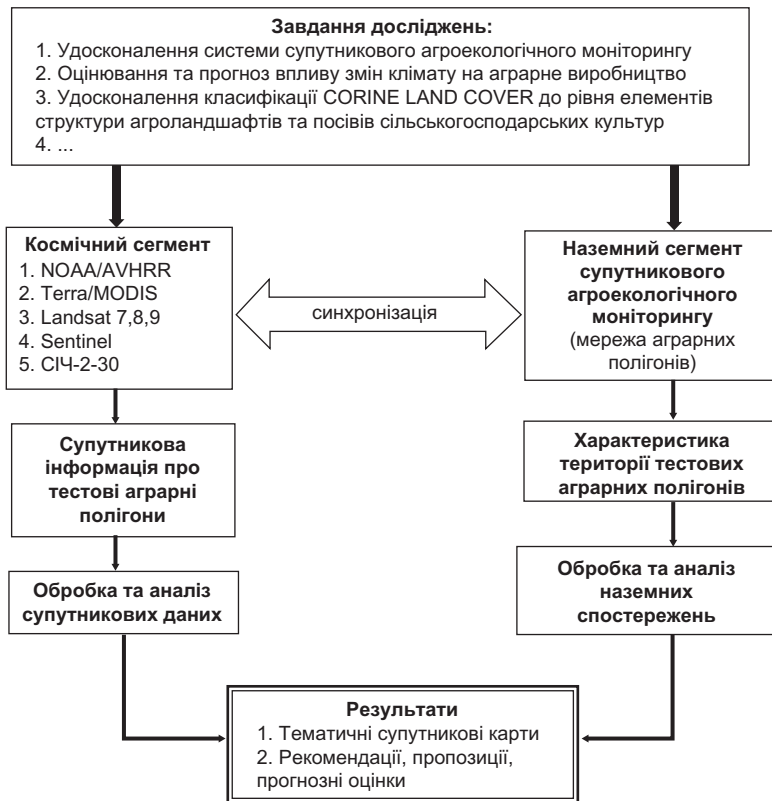 Завдання досліджень:
1. Удосконалення системи супутникового агроекологічного моніторингу
2. Оцінювання та прогноз впливу змін клімату на аграрне виробництво
3. Удосконалення класифікації CORINE LAND COVER до рівня елементів
структури агроландшафтів та посівів сільськогосподарських культур
4. ...
Космічний сегмент
1. NOAA/AVHRR
2. Terra/MODIS
3. Landsat 7,8,9
4. Sentinel
5. СІЧ-2-30
синхронізація
Наземний сегмент
супутникового
агроекологічного
моніторингу
(мережа аграрних
полігонів)
Супутникова
інформація про
тестові аграрні
полігони
Характеристика
території тестових
аграрних полігонів
Обробка та аналіз
супутникових даних
Обробка та аналіз
наземних
спостережень
Результати
1. Тематичні супутникові карти
2. Рекомендації, пропозиції,
прогнозні оцінки